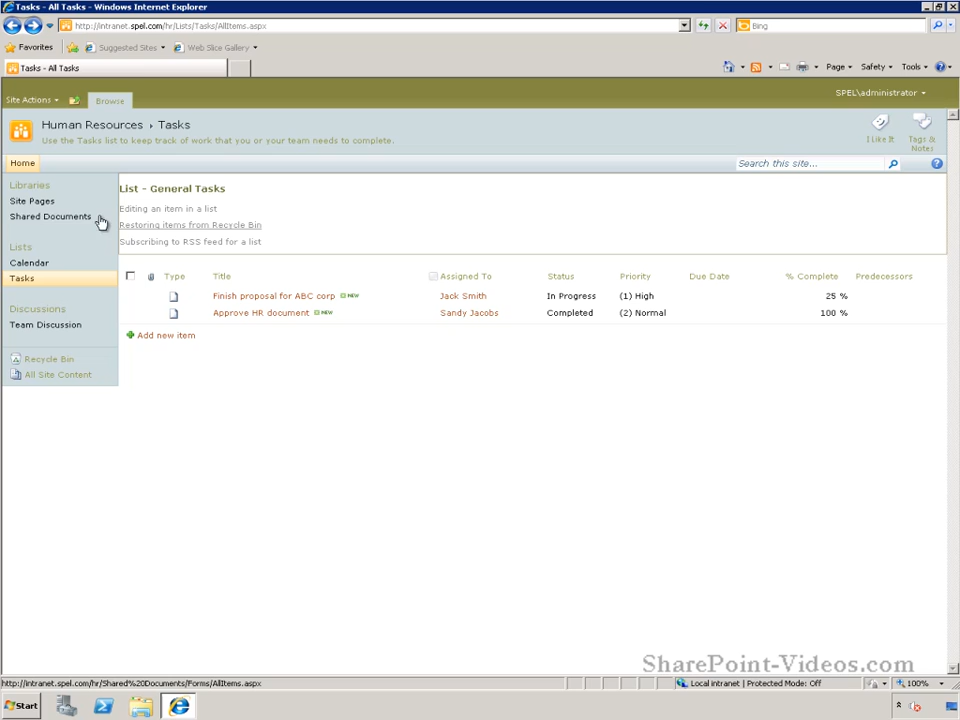 Tasks - All Tasks - Windows Internet Explorer
http://intranet.spel.com/hr/Lists/Tasks/AllItems.aspx
Bing
Favorites Suggested Sites Web Slice Gallery
Tasks - All Tasks
Page Safety Tools
Site Actions Browse SPEL\administrator
Human Resources Tasks
Use the Tasks list to keep track of work that you or your team needs to complete.
I Like It Tags & Notes
Home Search this site...
Libraries
Site Pages
Shared Documents
Lists
Calendar
Tasks
Discussions
Team Discussion
Recycle Bin
All Site Content
List - General Tasks
Editing an item in a list
Restoring items from Recycle Bin
Subscribing to RSS feed for a list
Type Title Assigned To Status Priority Due Date % Complete Predecessors
Finish proposal for ABC corp NEW Jack Smith In Progress (1) High 25 %
Approve HR document NEW Sandy Jacobs Completed (2) Normal 100 %
Add new item
SharePoint-Videos.com
http://intranet.spel.com/hr/Shared%20Documents/Forms/AllItems.aspx Local intranet | Protected Mode: Off 100%
Start